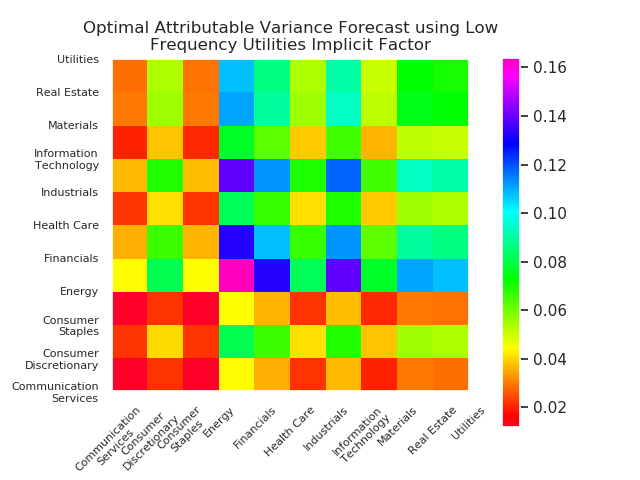 Optimal Attributable Variance Forecast using Low
Frequency Utilities Implicit Factor
Utilities
Real Estate
Materials
Information
Technology
Industrials
Health Care
Financials
Energy
Consumer
Staples
Consumer
Discretionary
Communication
Services
Communication
Services
Consumer
Discretionary
Consumer
Staples
Energy
Financials
Health Care
Industrials
Information
Technology
Materials
Real Estate
Utilities
0.16
0.14
0.12
0.10
0.08
0.06
0.04
0.02